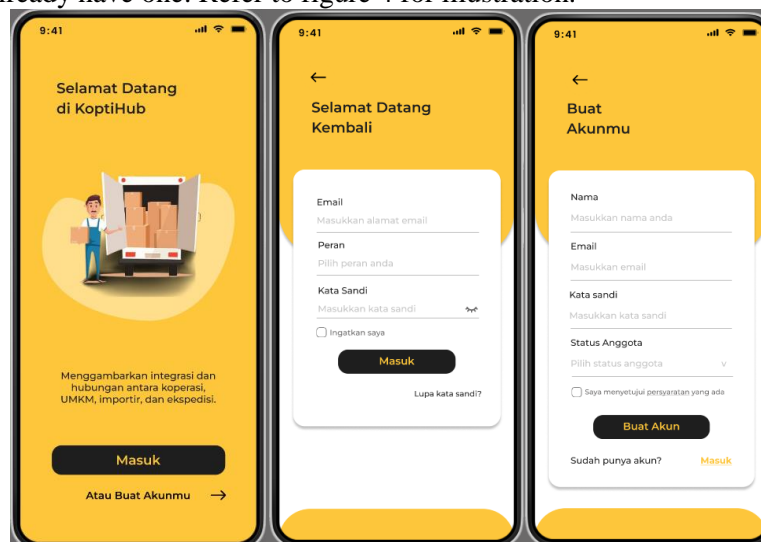 already have one. Refer to figure 4 for illustration.
9:41
Selamat Datang
di KoptiHub
Menggambarkan integrasi dan
hubungan antara koperasi,
UMKM, importir, dan ekspedisi.
Masuk
Atau Buat Akunmu
9:41
Selamat Datang
Kembali
Email
Masukkan alamat email
Peran
Pilih peran anda
Kata Sandi
Masukkan kata sandi
Ingatkan saya
Masuk
Lupa kata sandi?
9:41
Buat
Akunmu
Nama
Masukkan nama anda
Email
Masukkan email
Kata sandi
Masukkan kata sandi
Status Anggota
Pilih status anggota
Saya menyetujui persyaratan yang ada
Buat Akun
Sudah punya akun? Masuk